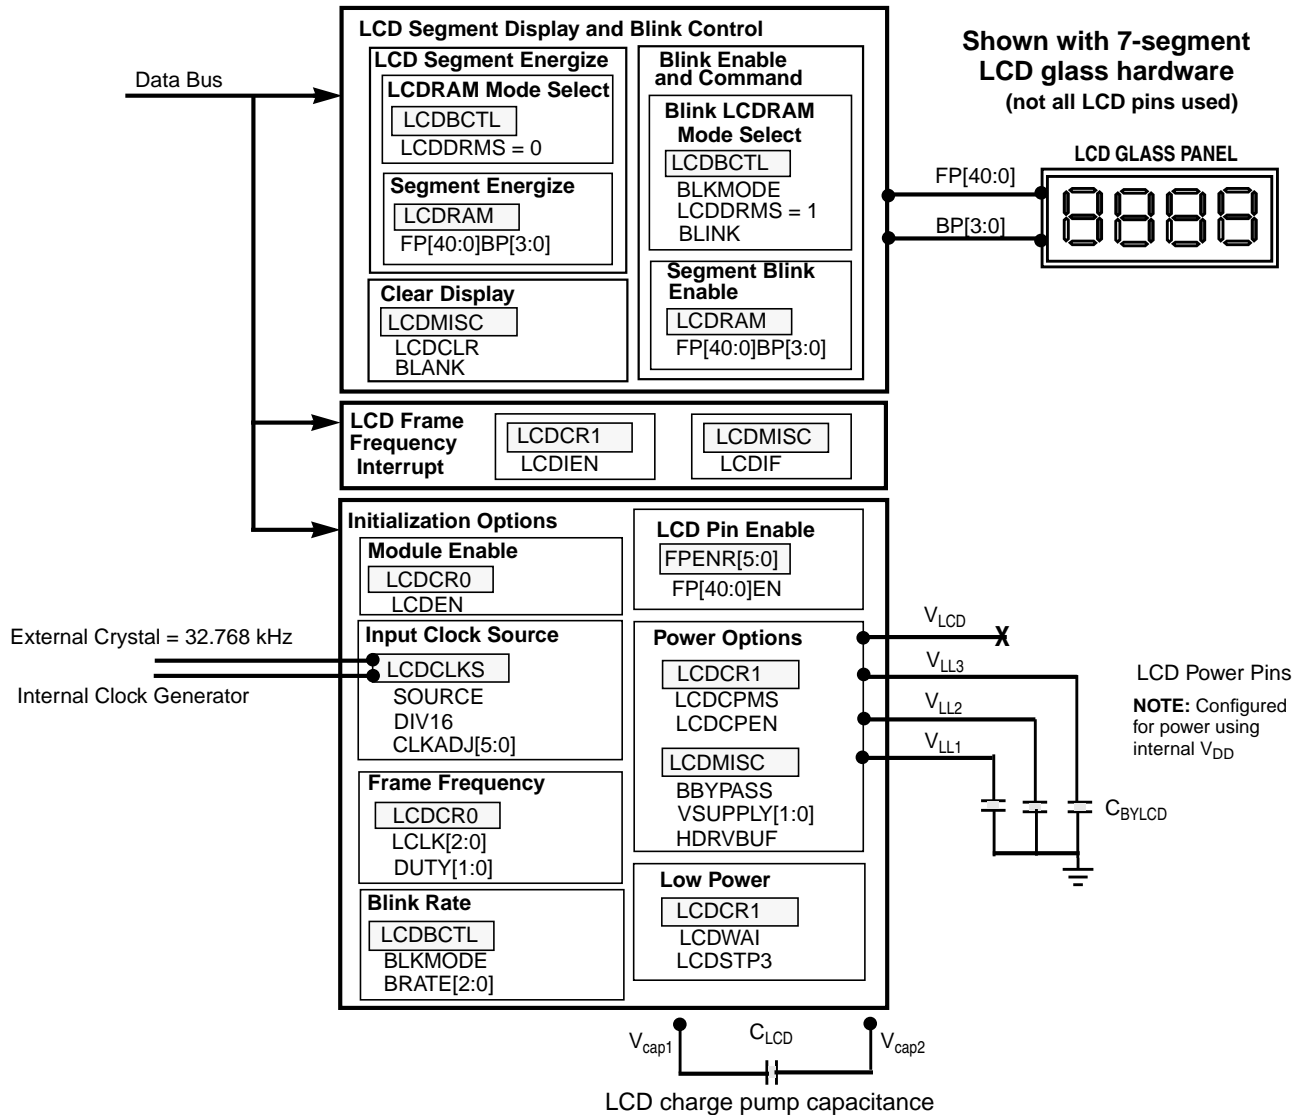 LCD Segment Display and Blink Control
LCD Segment Energize
LCDRAM Mode Select
LCDBCTL
LCDDRMS = 0
Segment Energize
LCDRAM
FP[40:0]BP[3:0]
Clear Display
LCDMISC
LCDCLR
BLANK
Blink Enable
and Command
Blink LCDRAM
Mode Select
LCDBCTL
BLKMODE
LCDDRMS = 1
BLINK
Segment Blink
Enable
LCDRAM
FP[40:0]BP[3:0]
Data Bus
Shown with 7-segment
LCD glass hardware
(not all LCD pins used)
LCD GLASS PANEL
FP[40:0]
BP[3:0]
LCD Frame
Frequency
Interrupt
LCDCR1
LCDIEN
LCDMISC
LCDIF
Initialization Options
Module Enable
LCDCR0
LCDEN
Input Clock Source
LCDCLKS
SOURCE
DIV16
CLKADJ[5:0]
Frame Frequency
LCDCR0
LCLK[2:0]
DUTY[1:0]
Blink Rate
LCDBCTL
BLKMODE
BRATE[2:0]
LCD Pin Enable
FPENR[5:0]
FP[40:0]EN
Power Options
LCDCR1
LCDCPMS
LCDCPEN
LCDMISC
BBYPASS
VSUPPLY[1:0]
HDRVBUF
Low Power
LCDCR1
LCDWAI
LCDSTP3
External Crystal = 32.768 kHz
Internal Clock Generator
VLCD
X
VLL3
VLL2
VLL1
LCD Power Pins
NOTE: Configured
for power using
internal VDD
CBYLCD
Vcap1
CLCD
Vcap2
LCD charge pump capacitance